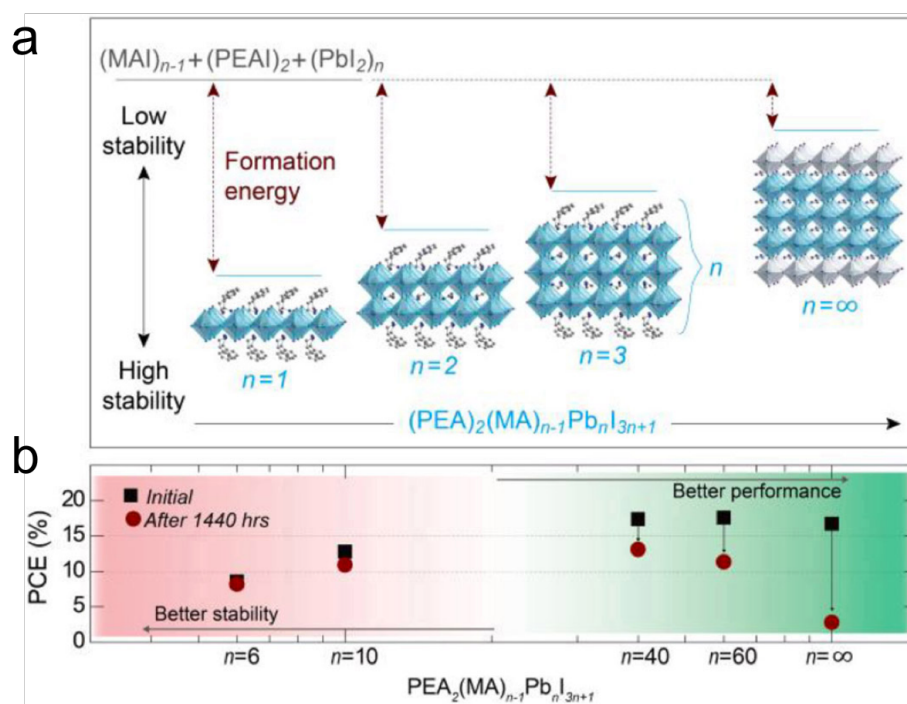 a
(MAI)n-1+(PEAI)2+(PbI2)n
Low
stability
Formation
energy
n
n=∞
n=3
n=2
n=1
High
stability
(PEA)2(MA)n-1PbnI3n+1
b
20
15
10
5
0
PCE (%)
Initial
After 1440 hrs
Better performance
Better stability
n=6 n=10 n=40 n=60 n=∞
PEA2(MA)n-1PbnI3n+1